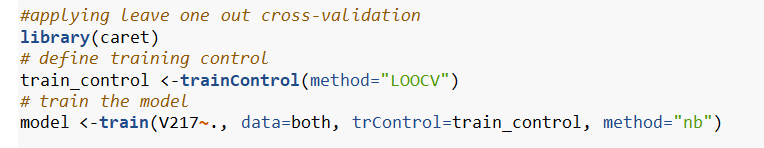 #applying leave one out cross-validation
library(caret)
# define training control
train_control <-trainControl(method="LOOCV")
# train the model
model <-train(V217~., data=both, trControl=train_control, method="nb")